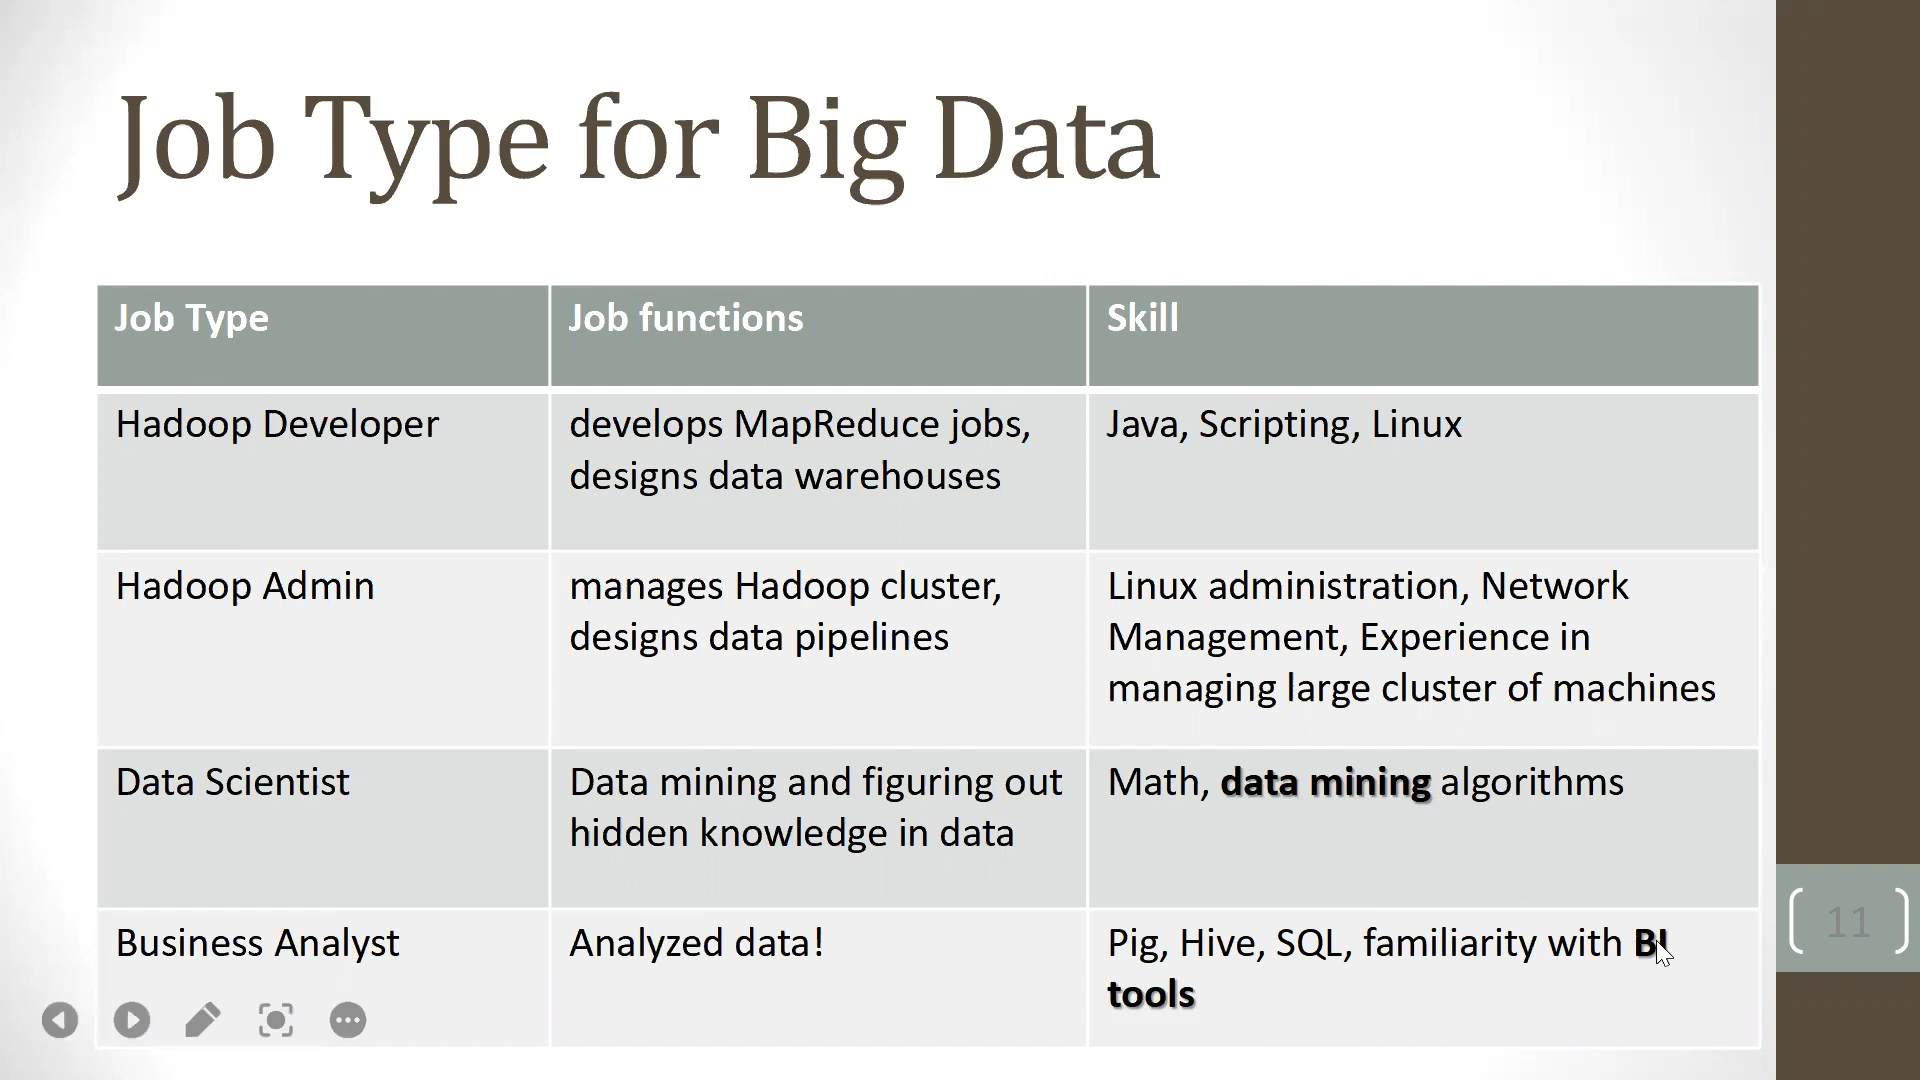 Job Type for Big Data
Job Type
Job functions
Skill
Hadoop Developer
develops MapReduce jobs,
designs data warehouses
Java, Scripting, Linux
Hadoop Admin
manages Hadoop cluster,
designs data pipelines
Linux administration, Network
Management, Experience in
managing large cluster of machines
Data Scientist
Data mining and figuring out
hidden knowledge in data
Math, data mining algorithms
Business Analyst
Analyzed data!
Pig, Hive, SQL, familiarity with BI
tools
11